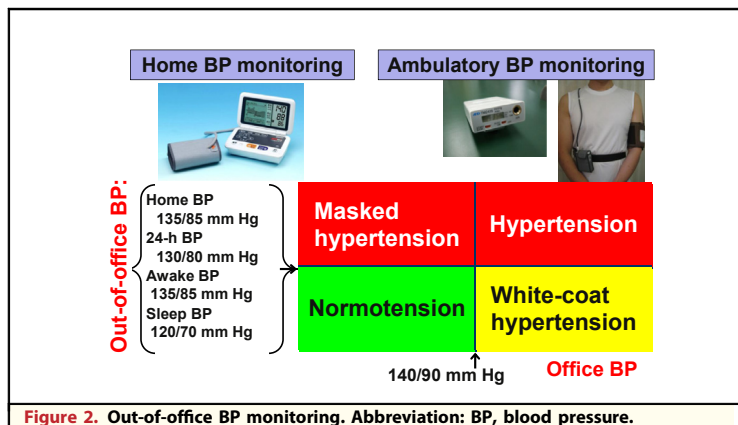 Home BP monitoring
Ambulatory BP monitoring
Out-of-office BP:
Home BP
135/85 mm Hg
24-h BP
130/80 mm Hg
Awake BP
135/85 mm Hg
Sleep BP
120/70 mm Hg
Masked
hypertension
Hypertension
Normotension
White-coat
hypertension
140/90 mm Hg
Office BP
Figure 2. Out-of-office BP monitoring. Abbreviation: BP, blood pressure.